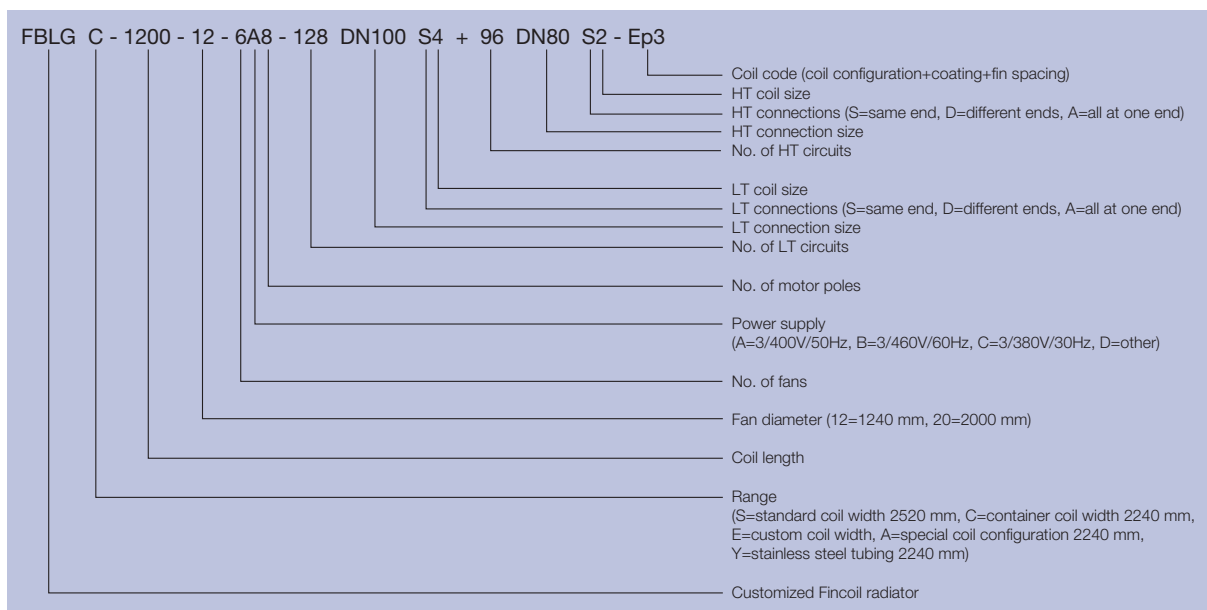 FBLG C - 1200 - 12 - 6A8 - 128 DN100 S4 + 96 DN80 S2 - Ep3
Coil code (coil configuration+coating+fin spacing)
HT coil size
HT connections (S=same end, D=different ends, A=all at one end)
HT connection size
No. of HT circuits
LT coil size
LT connections (S=same end, D=different ends, A=all at one end)
LT connection size
No. of LT circuits
No. of motor poles
Power supply
(A=3/400V/50Hz, B=3/460V/60Hz, C=3/380V/30Hz, D=other)
No. of fans
Fan diameter (12=1240 mm, 20=2000 mm)
Coil length
Range
(S=standard coil width 2520 mm, C=container coil width 2240 mm,
E=custom coil width, A=special coil configuration 2240 mm,
Y=stainless steel tubing 2240 mm)
Customized Fincoil radiator